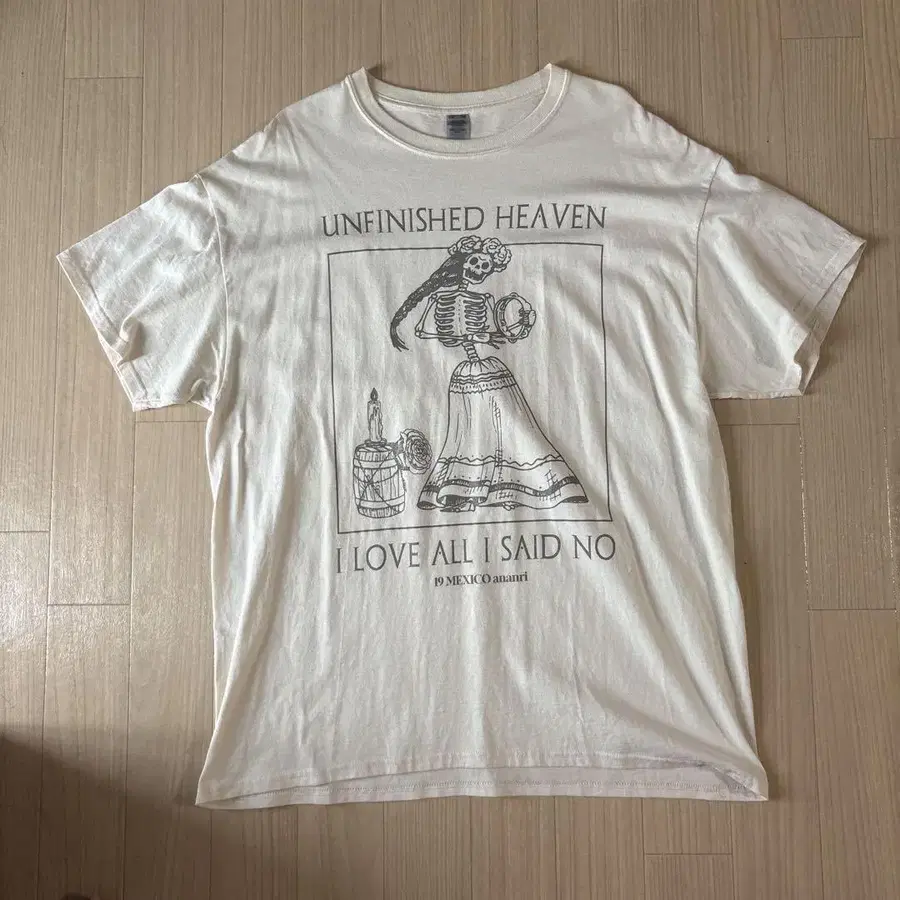 UNFINISHED HEAVEN
I LOVE ALL I SAID NO
19 MEXICO ananri